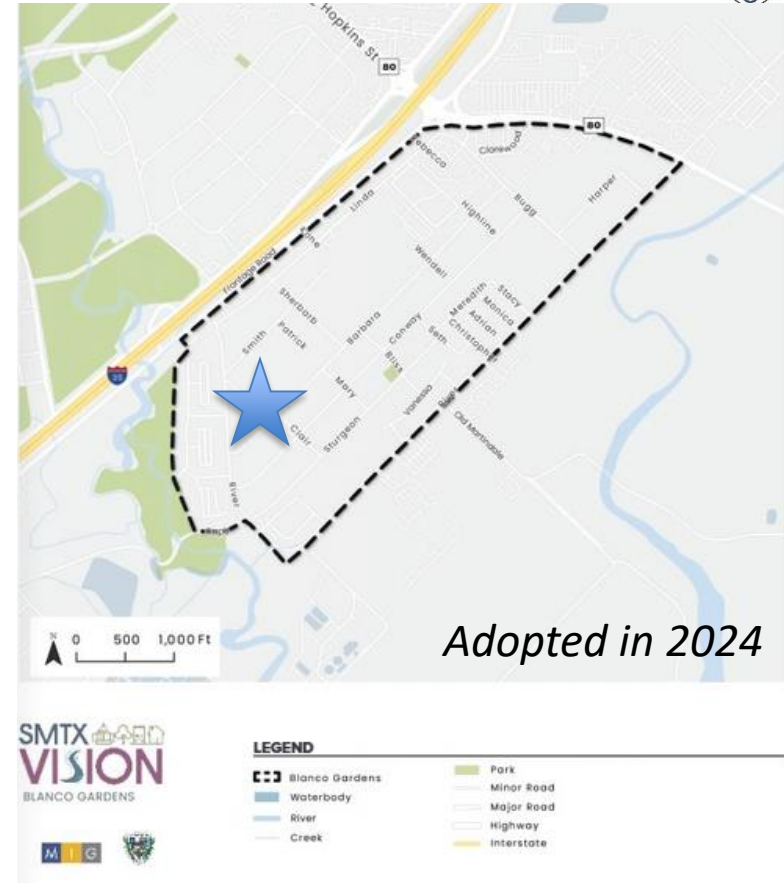 Hopkins St
80
80
Rebecca
Clarewood
Linda
Bugg
Harper
Highline
Kane
Wendell
Frontage Road
Sherbarb
Stacy
Meredith
Monica
Adrian
Christopher
Smith
Patrick
Barbara
Conway
Seth
Bliss
35
Mary
Vanessa
Clair
Sturgeon
Old Martindale
River
N
0 500 1,000 Ft
Adopted in 2024
SMTX
VISION
BLANCO GARDENS
MIG
LEGEND
Blanco Gardens
Waterbody
River
Creek
Park
Minor Road
Major Road
Highway
Interstate